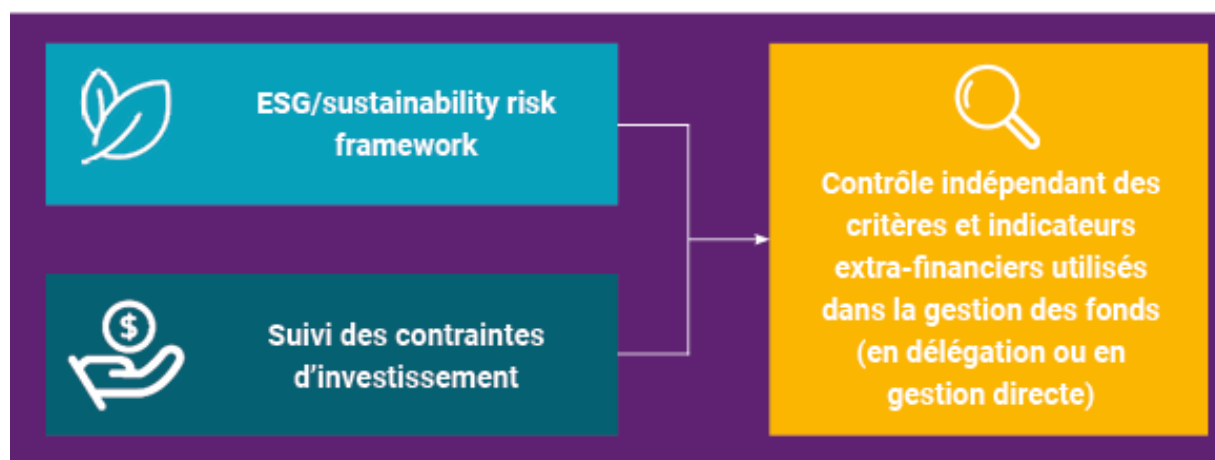 ESG/sustainability risk
framework
Suivi des contraintes
d’investissement
$
Contrôle indépendant des
critères et indicateurs
extra-financiers utilisés
dans la gestion des fonds
(en délégation ou en
gestion directe)